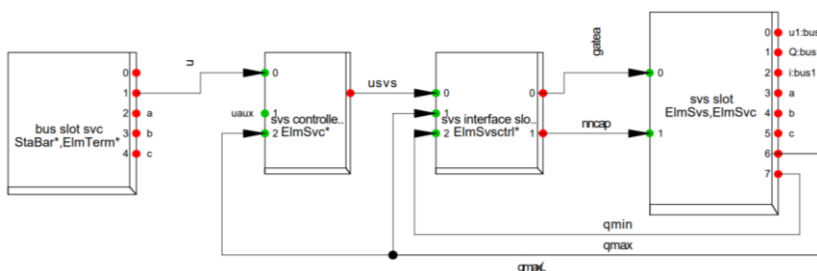 u
0
1
2 a
3 b
4 c
bus slot svc
StaBar*,ElmTerm*
0
1
2
uaux
svs controlle..
ElmSvc*
usvs
0
1
2
svs interface slo..
ElmSvsctrl*
0
1
gatea
nncap
0
1
svs slot
ElmSvs,ElmSvc
0 u1:bus
1 Q:bus
2 i:bus1
3 a
4 b
5 c
6
7
qmin
qmax
qmax(.